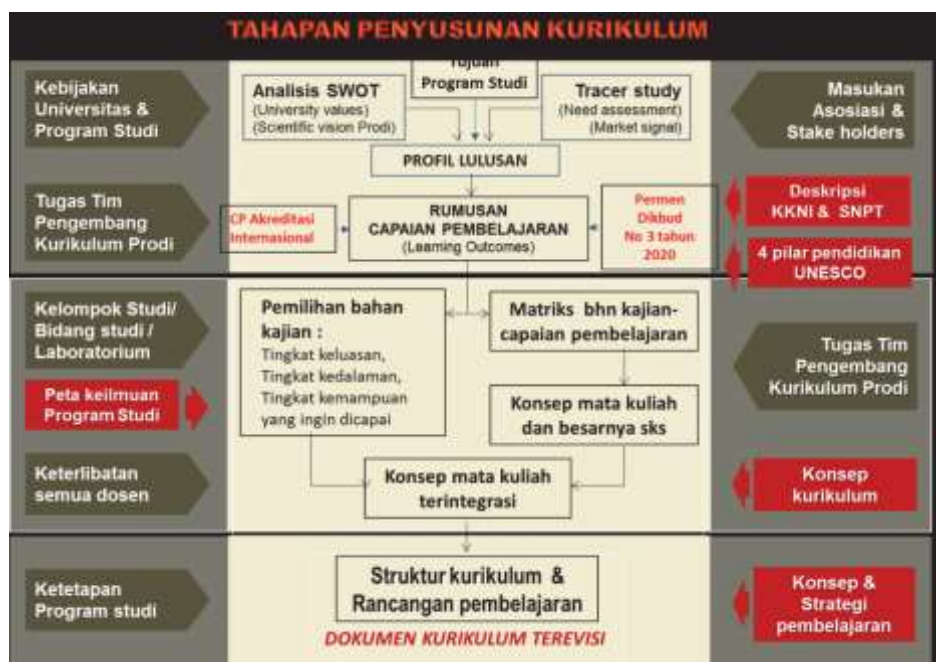 TAHAPAN PENYUSUNAN KURIKULUM
Kebijakan
Universitas &
Program Studi
Analisis SWOT
(University values)
(Scientific vision Prodi)
Tujuan
Program Studi
Tracer study
(Need assessment)
(Market signal)
Masukan
Asosiasi &
Stake holders
PROFIL LULUSAN
Tugas Tim
Pengembang
Kurikulum Prodi
CP Akreditasi
Internasional
RUMUSAN
CAPAIAN PEMBELAJARAN
(Learning Outcomes)
Permen
Dikbud
No 3 tahun
2020
Deskripsi
KKNI & SNPT
4 pilar pendidikan
UNESCO
Kelompok Studi/
Bidang studi /
Laboratorium
Peta keilmuan
Program Studi
Keterlibatan
semua dosen
Pemilihan bahan
kajian :
Tingkat keluasan,
Tingkat kedalaman,
Tingkat kemampuan
yang ingin dicapai
Matriks bhn kajian-
capaian pembelajaran
Konsep mata kuliah
dan besarnya sks
Konsep mata kuliah
terintegrasi
Tugas Tim
Pengembang
Kurikulum Prodi
Konsep
kurikulum
Ketetapan
Program studi
Struktur kurikulum &
Rancangan pembelajaran
DOKUMEN KURIKULUM TEREVISI
Konsep &
Strategi
pembelajaran